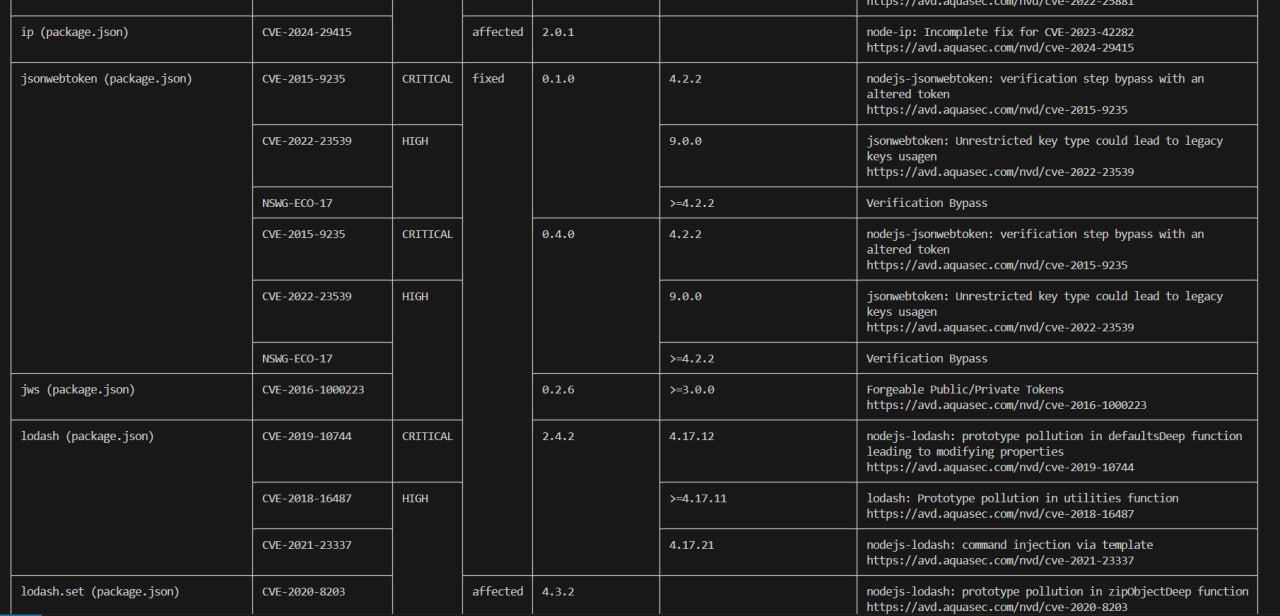 https://avd.aquasec.com/nvd/cve-2022-25881
ip (package.json) CVE-2024-29415 affected 2.0.1 node-ip: Incomplete fix for CVE-2023-42282
https://avd.aquasec.com/nvd/cve-2024-29415
jsonwebtoken (package.json) CVE-2015-9235 CRITICAL fixed 0.1.0 4.2.2 nodejs-jsonwebtoken: verification step bypass with an
altered token
https://avd.aquasec.com/nvd/cve-2015-9235
CVE-2022-23539 HIGH 9.0.0 jsonwebtoken: Unrestricted key type could lead to legacy
keys usagen
https://avd.aquasec.com/nvd/cve-2022-23539
NSWG-ECO-17 >=4.2.2 Verification Bypass
CVE-2015-9235 CRITICAL 0.4.0 4.2.2 nodejs-jsonwebtoken: verification step bypass with an
altered token
https://avd.aquasec.com/nvd/cve-2015-9235
CVE-2022-23539 HIGH 9.0.0 jsonwebtoken: Unrestricted key type could lead to legacy
keys usagen
https://avd.aquasec.com/nvd/cve-2022-23539
NSWG-ECO-17 >=4.2.2 Verification Bypass
jws (package.json) CVE-2016-1000223 0.2.6 >=3.0.0 Forgeable Public/Private Tokens
https://avd.aquasec.com/nvd/cve-2016-1000223
lodash (package.json) CVE-2019-10744 CRITICAL 2.4.2 4.17.12 nodejs-lodash: prototype pollution in defaultsDeep function
leading to modifying properties
https://avd.aquasec.com/nvd/cve-2019-10744
CVE-2018-16487 HIGH >=4.17.11 lodash: Prototype pollution in utilities function
https://avd.aquasec.com/nvd/cve-2018-16487
CVE-2021-23337 4.17.21 nodejs-lodash: command injection via template
https://avd.aquasec.com/nvd/cve-2021-23337
lodash.set (package.json) CVE-2020-8203 affected 4.3.2 nodejs-lodash: prototype pollution in zipObjectDeep function
https://avd.aquasec.com/nvd/cve-2020-8203